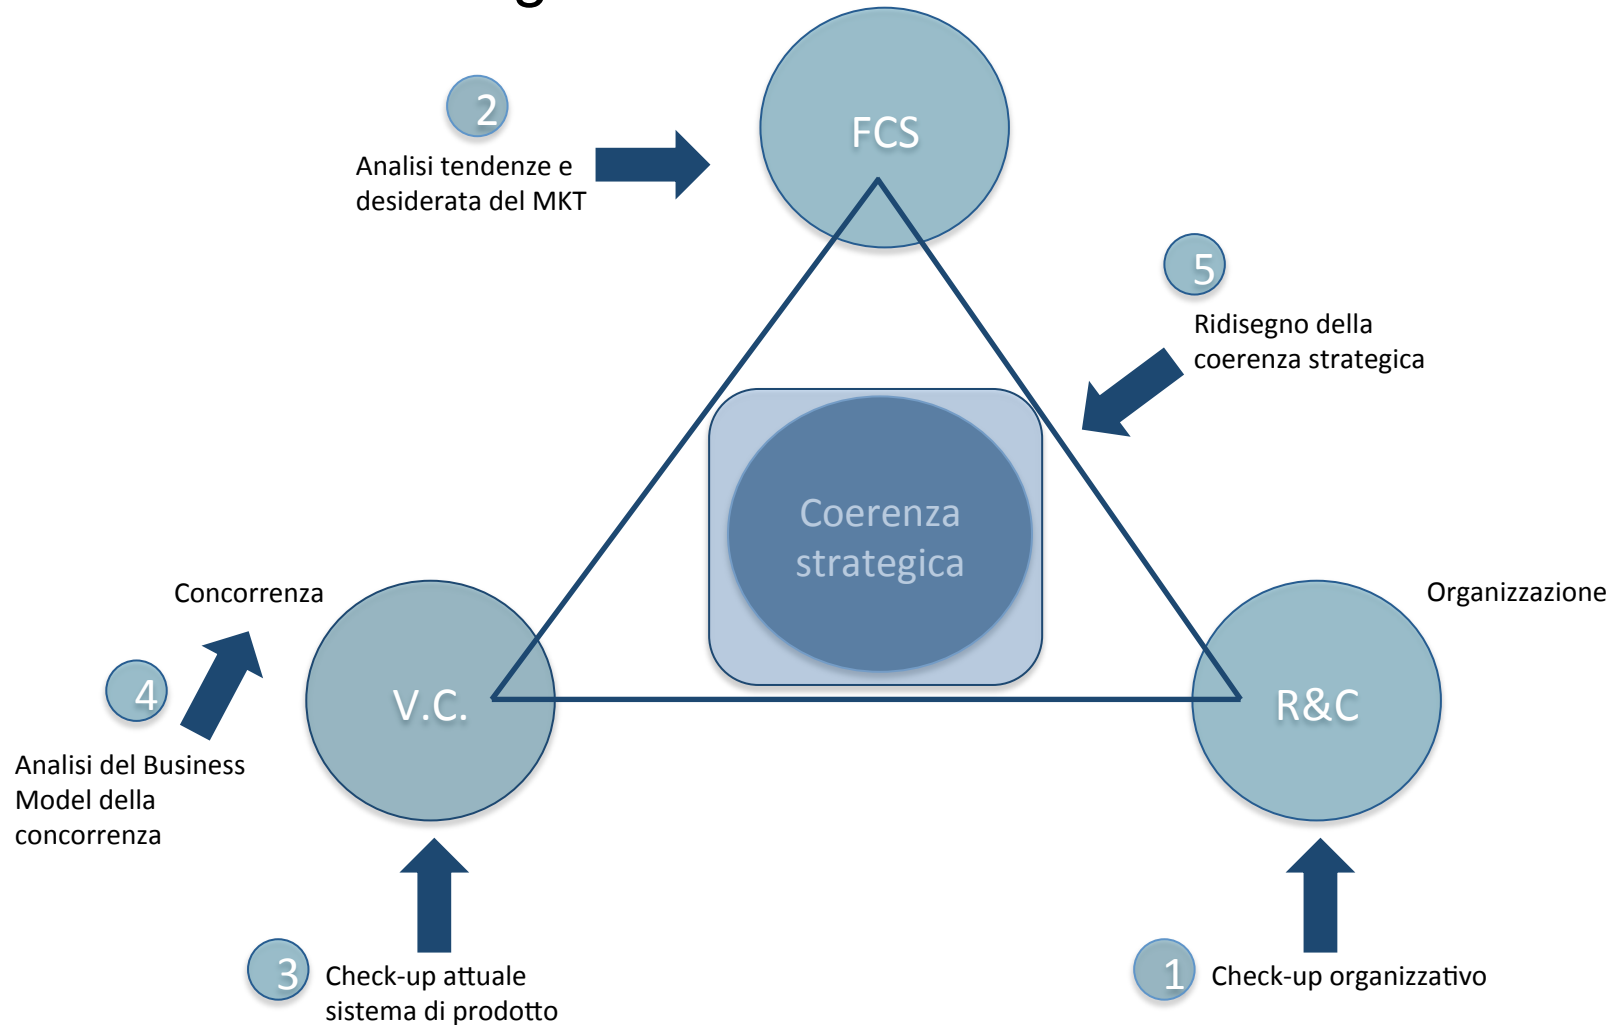 2
Analisi tendenze e
desiderata del MKT
FCS
5
Ridisegno della
coerenza strategica
Coerenza
strategica
Concorrenza
Organizzazione
4
V.C.
R&C
Analisi del Business
Model della
concorrenza
3
Check-up attuale
sistema di prodotto
1
Check-up organizzativo